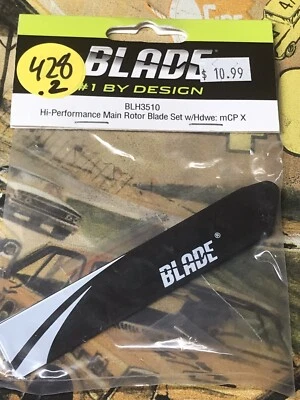 428
.2
BLADE
$ 10.99
#1 BY DESIGN
BLH3510
Hi-Performance Main Rotor Blade Set w/Hdwe: mCP X
BLADE®